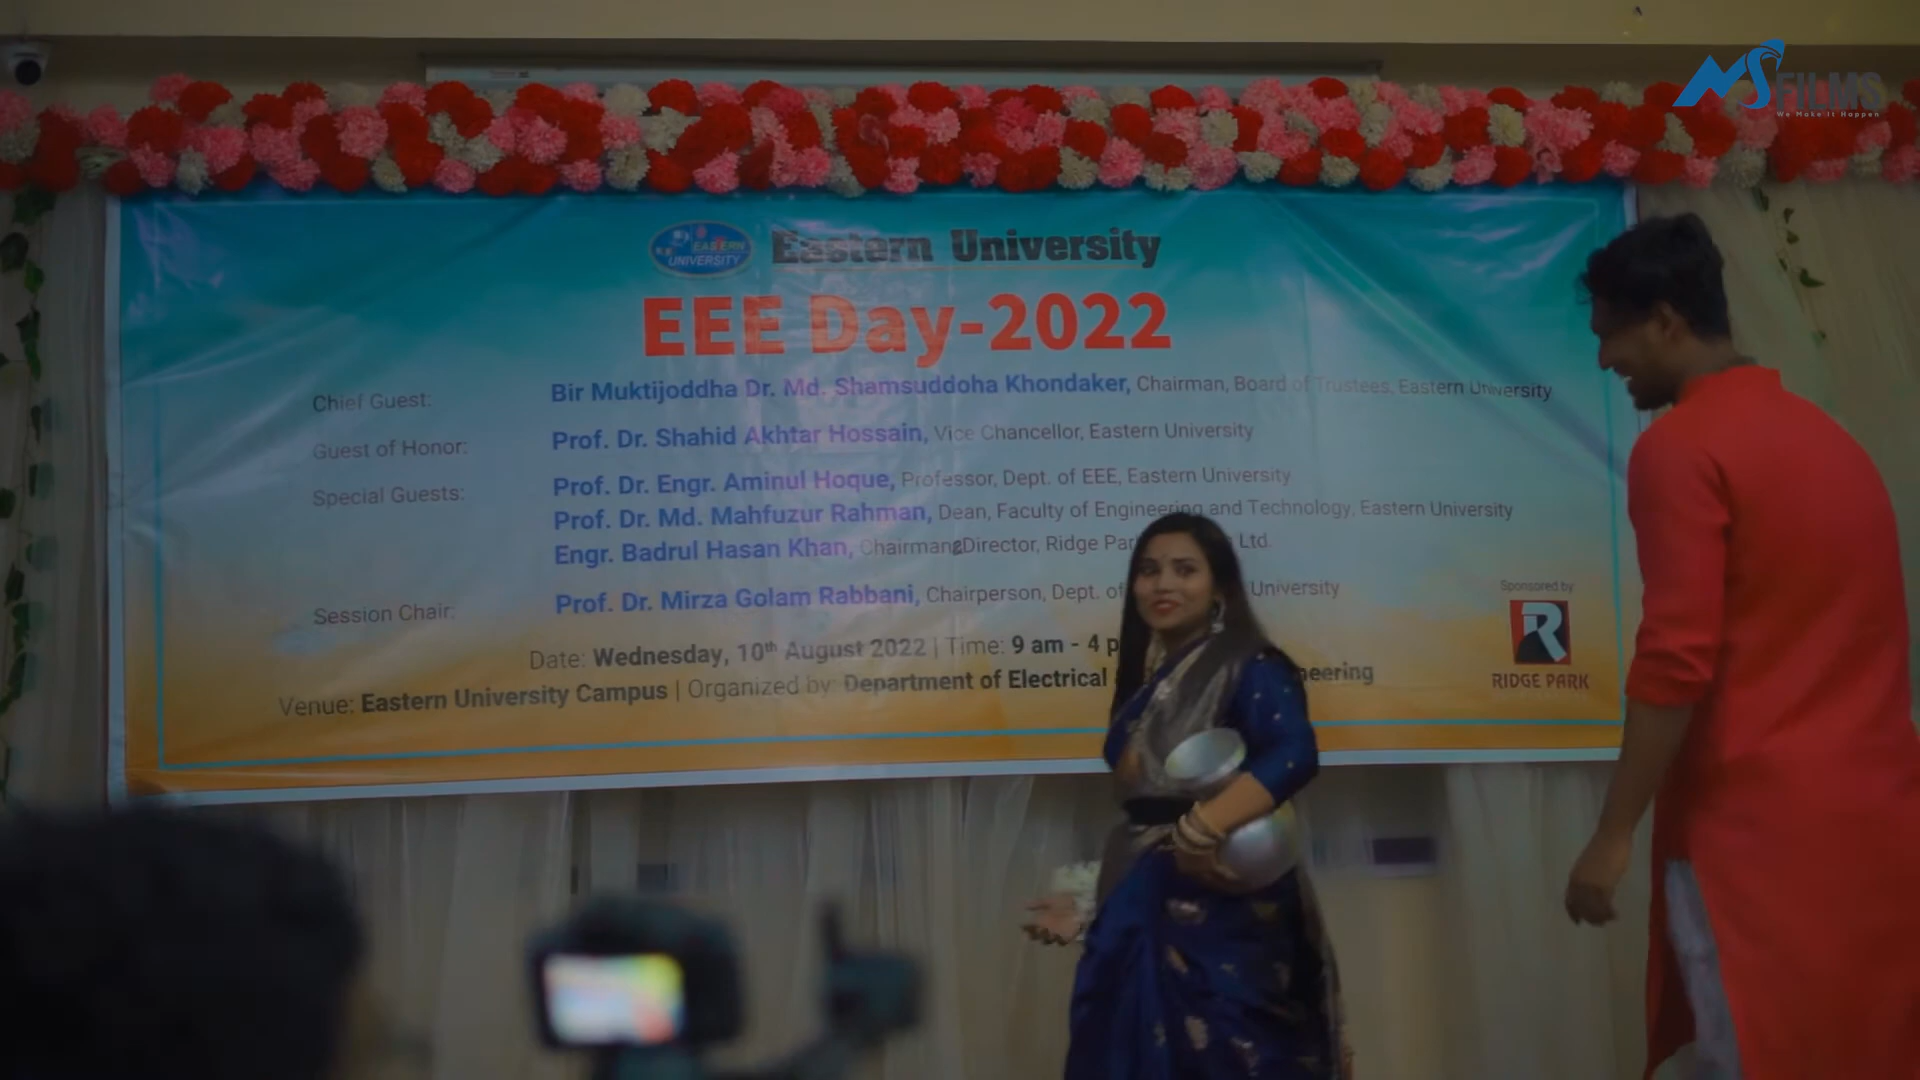 MS FILMS
We Make It Happen
EASTERN UNIVERSITY
Eastern University
EEE Day-2022
Chief Guest: Bir Muktijoddha Dr. Md. Shamsuddoha Khondaker, Chairman, Board of Trustees, Eastern University
Guest of Honor: Prof. Dr. Shahid Akhtar Hossain, Vice Chancellor, Eastern University
Special Guests: Prof. Dr. Engr. Aminul Hoque, Professor, Dept. of EEE, Eastern University
Prof. Dr. Md. Mahfuzur Rahman, Dean, Faculty of Engineering and Technology, Eastern University
Engr. Badrul Hasan Khan, Chairman&Director, Ridge Ltd.
Session Chair: Prof. Dr. Mirza Golam Rabbani, Chairperson, Dept. of University
Date: Wednesday, 10th August 2022 | Time: 9 am - 4 p
Venue: Eastern University Campus | Organized by: Department of Electrical neering
Sponsored by
R
RIDGE PARK